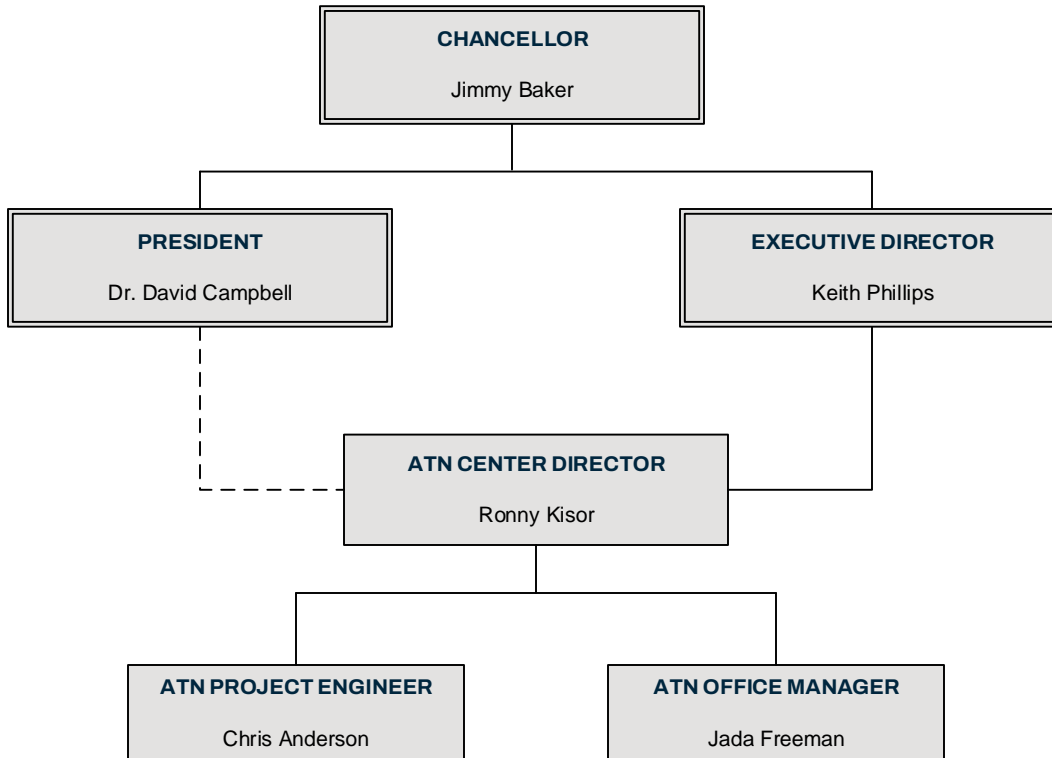 CHANCELLOR
Jimmy Baker
PRESIDENT
Dr. David Campbell
EXECUTIVE DIRECTOR
Keith Phillips
ATN CENTER DIRECTOR
Ronny Kisor
ATN PROJECT ENGINEER
Chris Anderson
ATN OFFICE MANAGER
Jada Freeman